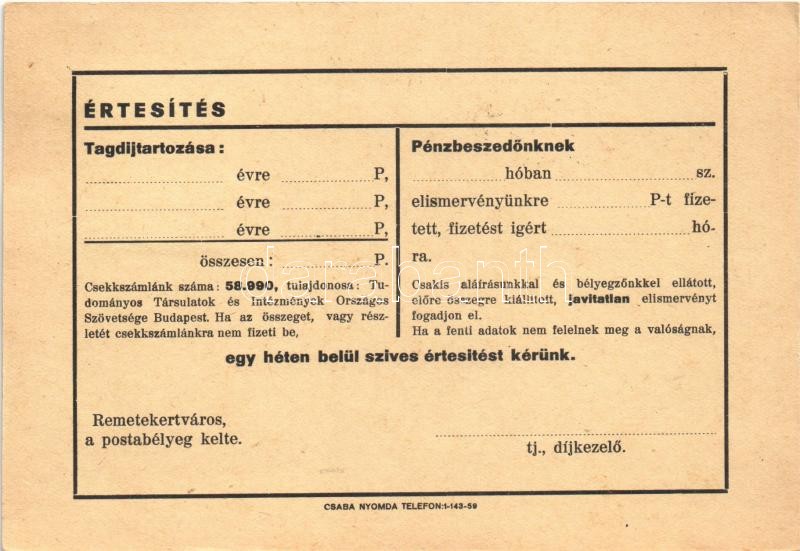 ÉRTESÍTÉS
Tagdijtartozása:
évre P,
évre P,
évre P,
összesen: P.
Csekkszámlánk száma: 58.990, tulajdonosa: Tu-
dományos Társulatok és Intézmények Országos
Szövetsége Budapest. Ha az összeget, vagy rész-
letét csekkszámlánkra nem fizeti be,
Pénzbeszedőnknek
hóban sz.
elismervényünkre P-t fize-
tett, fizetést igért hó-
ra.
Csakis aláírásunkkal és bélyegzőnkkel ellátott,
előre összegre kiállított, javitatlan elismervényt
fogadjon el.
Ha a fenti adatok nem felelnek meg a valóságnak,
egy héten belül szives értesitést kérünk.
Remetekertváros,
a postabélyeg kelte.
tj., díjkezelő.
CSABA NYOMDA TELEFON:1-143-59
darabanth